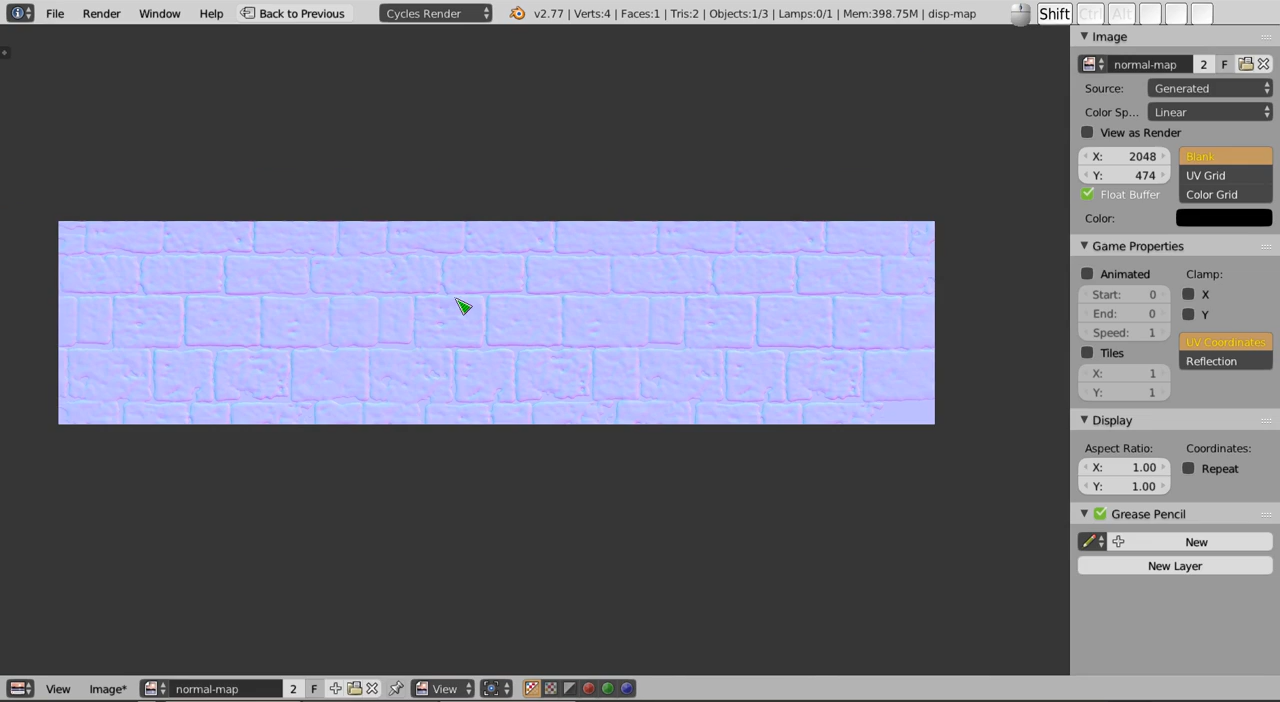 File Render Window Help Back to Previous Cycles Render v2.77 | Verts:4 | Faces:1 | Tris:2 | Objects:1/3 | Lamps:0/1 | Mem:398.75M | disp-map Shift Ctrl Alt
Image
normal-map 2 F
Source: Generated
Color Sp... Linear
View as Render
X: 2048 Blank
Y: 474 UV Grid
Float Buffer Color Grid
Color:
Game Properties
Animated Clamp:
Start: 0 X
End: 0 Y
Speed: 1
UV Coordinates
Tiles Reflection
X: 1
Y: 1
Display
Aspect Ratio: Coordinates:
X: 1.00 Repeat
Y: 1.00
Grease Pencil
New
New Layer
View Image* normal-map 2 F View